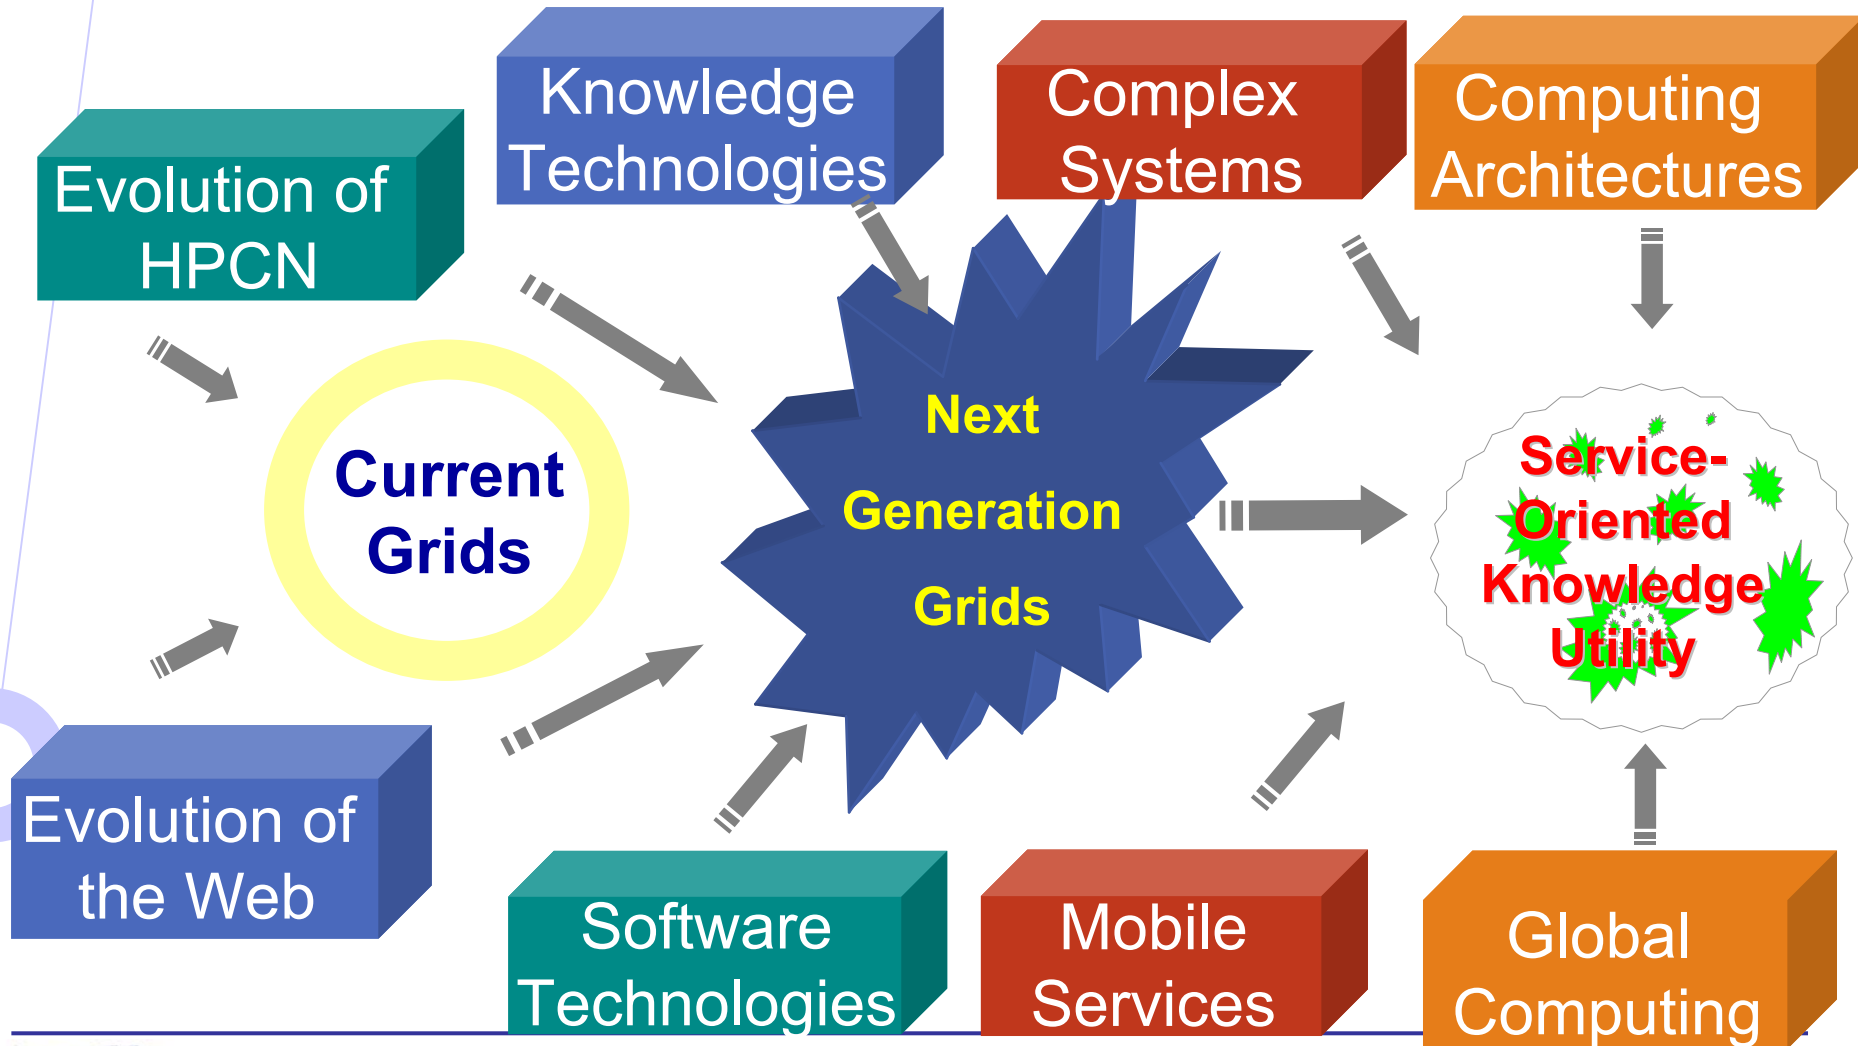 Knowledge
Technologies
Complex
Systems
Computing
Architectures
Evolution of
HPCN
Current
Grids
Next
Generation
Grids
Service-
Oriented
Knowledge
Utility
Evolution of
the Web
Software
Technologies
Mobile
Services
Global
Computing